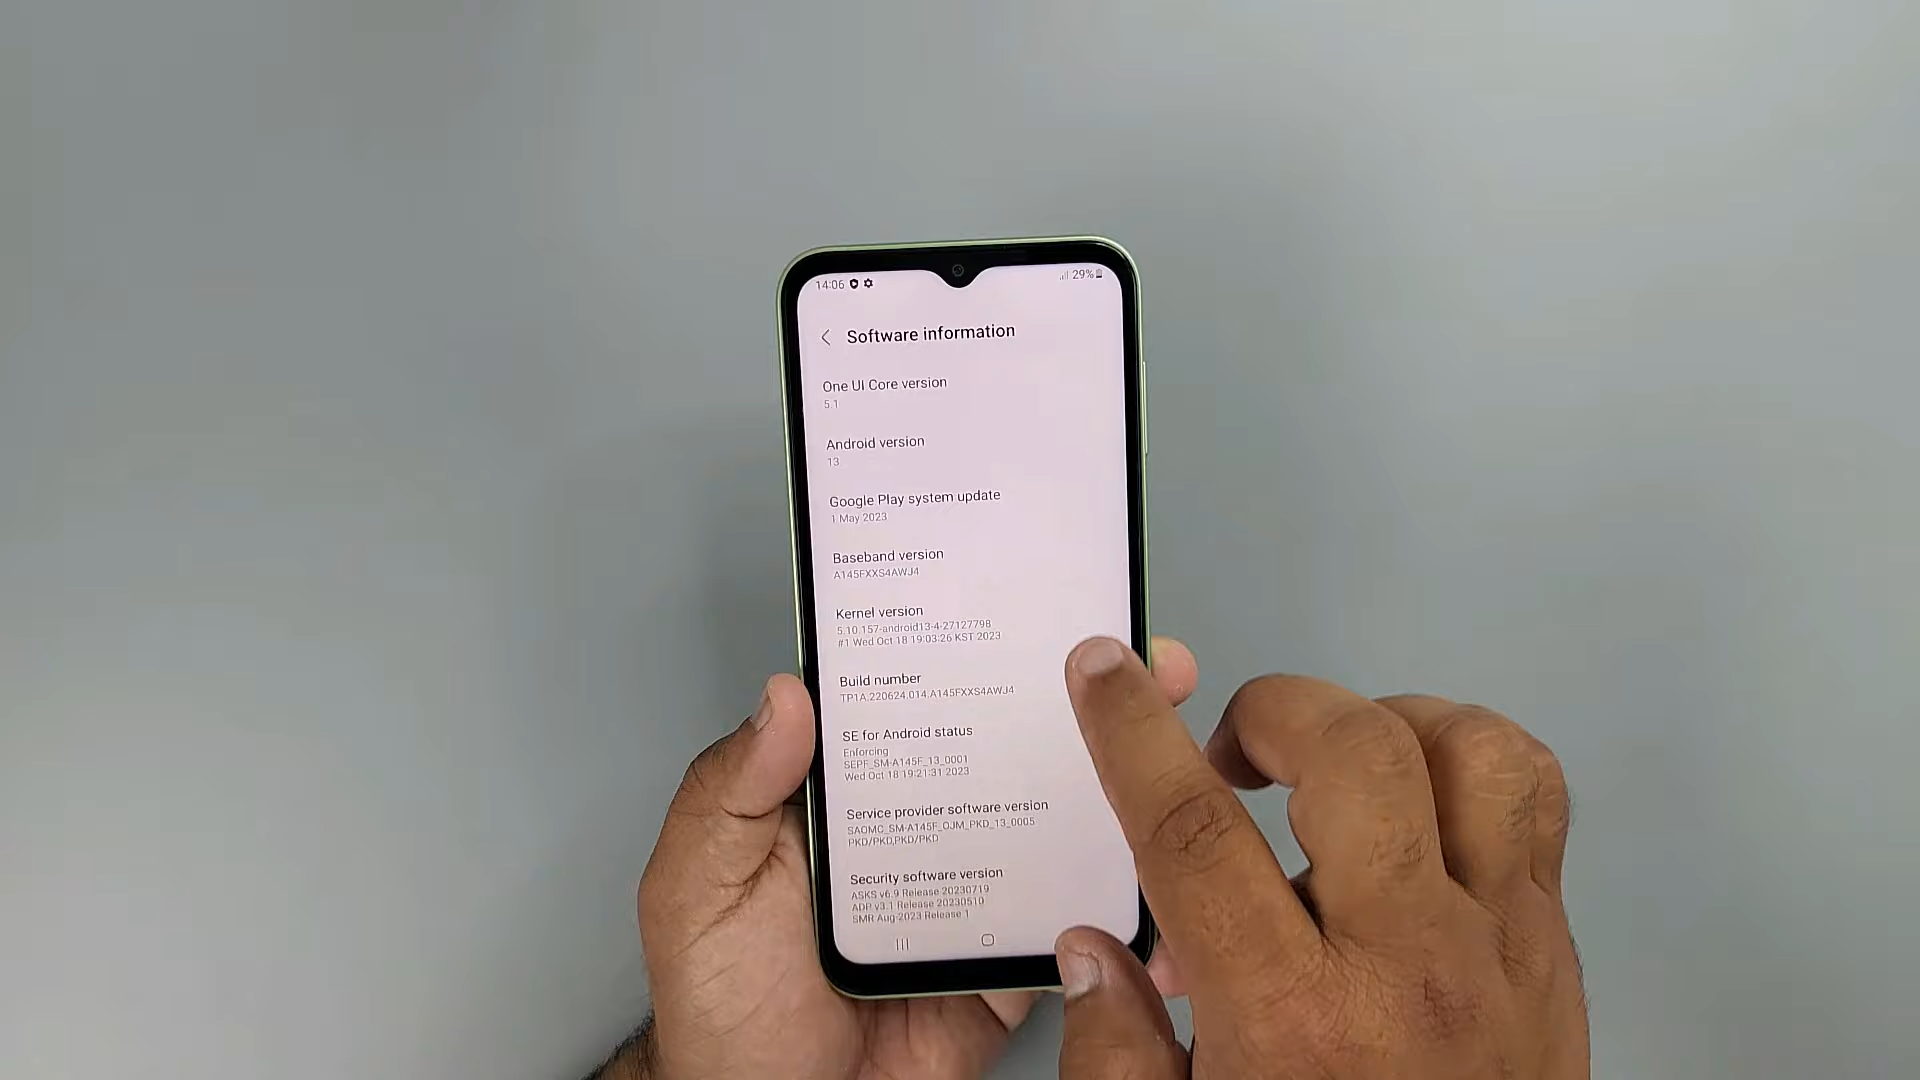 14:06
29%
Software information
One UI Core version
5.1
Android version
13
Google Play system update
1 May 2023
Baseband version
A145FXXS4AWJ4
Kernel version
5.10.157-android13-4-27127798
#1 Wed Oct 18 19:03:26 KST 2023
Build number
TP1A.220624.014.A145FXXS4AWJ4
SE for Android status
Enforcing
SEPF_SM-A145F_13_0001
Wed Oct 18 19:21:31 2023
Service provider software version
SAOMC_SM-A145F_OJM_PKD_13_0005
PKD/PKD,PKD/PKD
Security software version
ASKS v6.9 Release 20230719
ADP v3.1 Release 20230510
SMR Aug-2023 Release 1